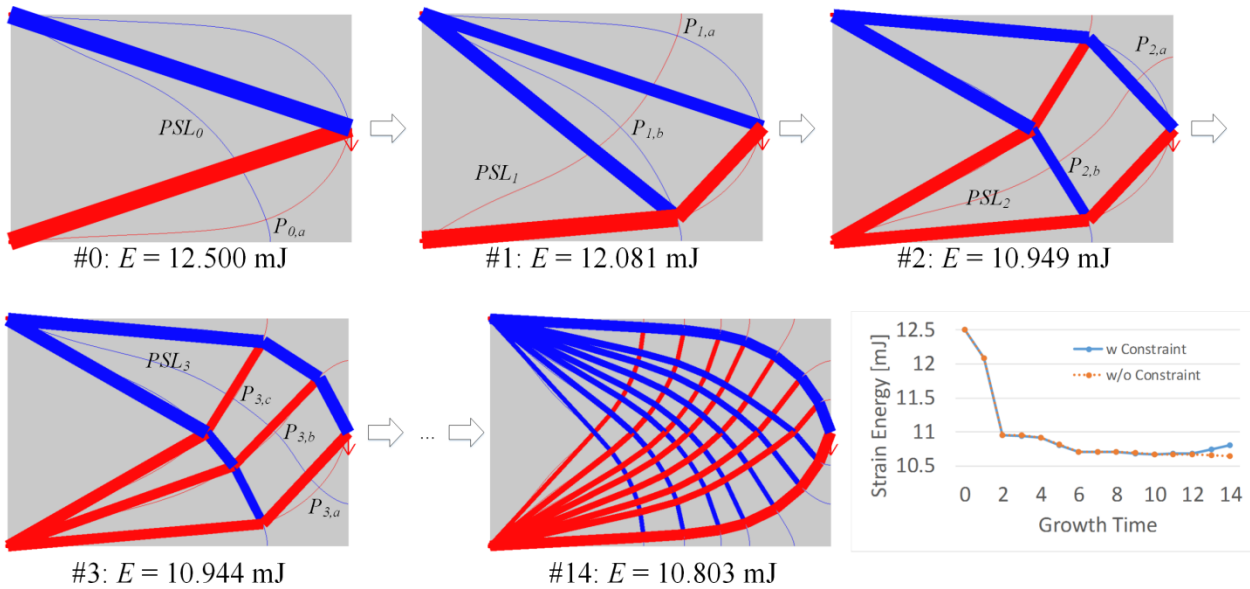 PSL0
P0,a
#0: E = 12.500 mJ
P1,a
P1,b
PSL1
#1: E = 12.081 mJ
P2,a
P2,b
PSL2
#2: E = 10.949 mJ
PSL3
P3,c
P3,b
P3,a
#3: E = 10.944 mJ
...
#14: E = 10.803 mJ
Strain Energy [mJ]
12.5
12
11.5
11
10.5
w Constraint
w/o Constraint
0 2 4 6 8 10 12 14
Growth Time